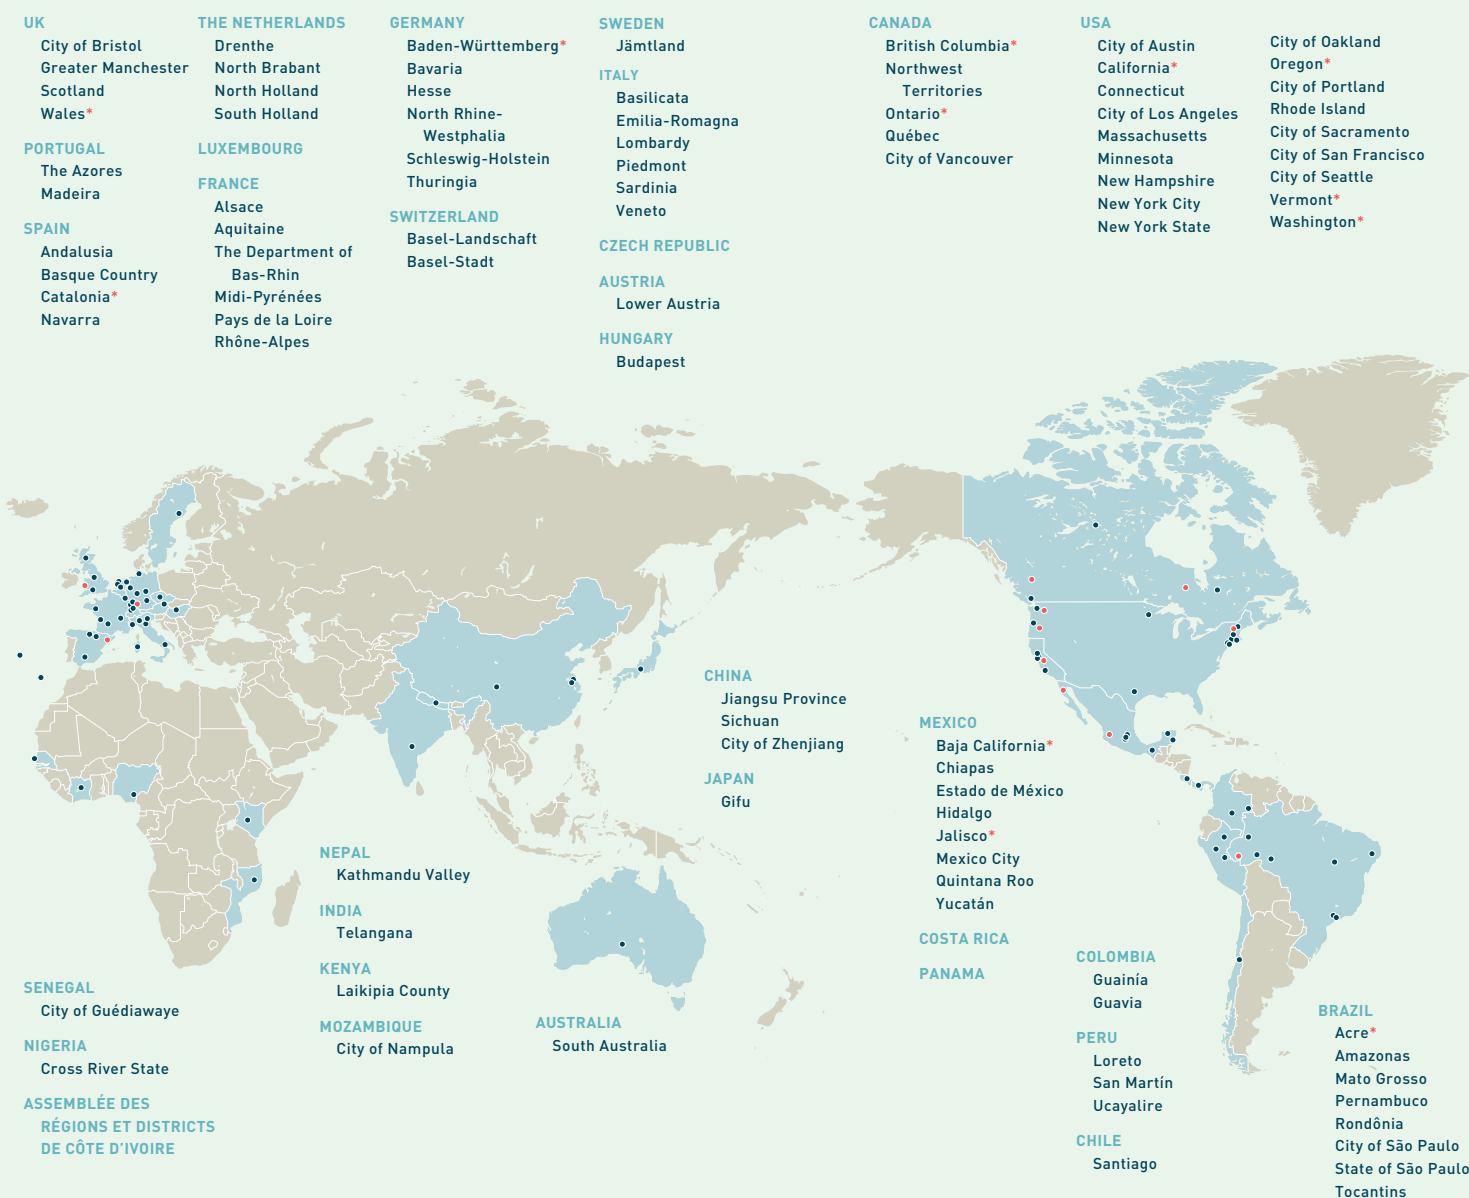 UK
City of Bristol
Greater Manchester
Scotland
Wales*
PORTUGAL
The Azores
Madeira
SPAIN
Andalusia
Basque Country
Catalonia*
Navarra
THE NETHERLANDS
Drenthe
North Brabant
North Holland
South Holland
LUXEMBOURG
FRANCE
Alsace
Aquitaine
The Department of
Bas-Rhin
Midi-Pyrénées
Pays de la Loire
Rhône-Alpes
GERMANY
Baden-Württemberg*
Bavaria
Hesse
North Rhine-
Westphalia
Schleswig-Holstein
Thuringia
SWITZERLAND
Basel-Landschaft
Basel-Stadt
SWEDEN
Jämtland
ITALY
Basilicata
Emilia-Romagna
Lombardy
Piedmont
Sardinia
Veneto
CZECH REPUBLIC
AUSTRIA
Lower Austria
HUNGARY
Budapest
CANADA
British Columbia*
Northwest
Territories
Ontario*
Québec
City of Vancouver
USA
City of Austin
California*
Connecticut
City of Los Angeles
Massachusetts
Minnesota
New Hampshire
New York City
New York State
City of Oakland
Oregon*
City of Portland
Rhode Island
City of Sacramento
City of San Francisco
City of Seattle
Vermont*
Washington*
CHINA
Jiangsu Province
Sichuan
City of Zhenjiang
JAPAN
Gifu
MEXICO
Baja California*
Chiapas
Estado de México
Hidalgo
Jalisco*
Mexico City
Quintana Roo
Yucatán
COSTA RICA
PANAMA
NEPAL
Kathmandu Valley
INDIA
Telangana
KENYA
Laikipia County
MOZAMBIQUE
City of Nampula
SENEGAL
City of Guédiawaye
NIGERIA
Cross River State
ASSEMBLÉE DES
RÉGIONS ET DISTRICTS
DE CÔTE D'IVOIRE
AUSTRALIA
South Australia
COLOMBIA
Guainía
Guavia
PERU
Loreto
San Martín
Ucayalire
CHILE
Santiago
BRAZIL
Acre*
Amazonas
Mato Grosso
Pernambuco
Rondônia
City of São Paulo
State of São Paulo
Tocantins